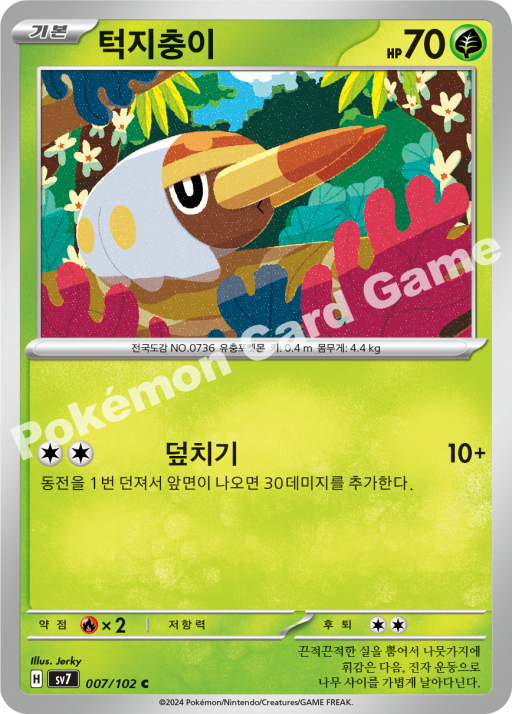 기본 턱지충이 HP 70
전국도감 NO.0736 유충포켓몬 키: 0.4 m 몸무게: 4.4 kg
Pokémon Card Game
덮치기 10+
동전을 1번 던져서 앞면이 나오면 30데미지를 추가한다.
약점 ×2 저항력 후퇴
Illus. Jerky
H sv7 007/102 C
끈적끈적한 실을 뿜어서 나뭇가지에
휘감은 다음, 진자 운동으로
나무 사이를 가볍게 날아다닌다.
©2024 Pokémon/Nintendo/Creatures/GAME FREAK.